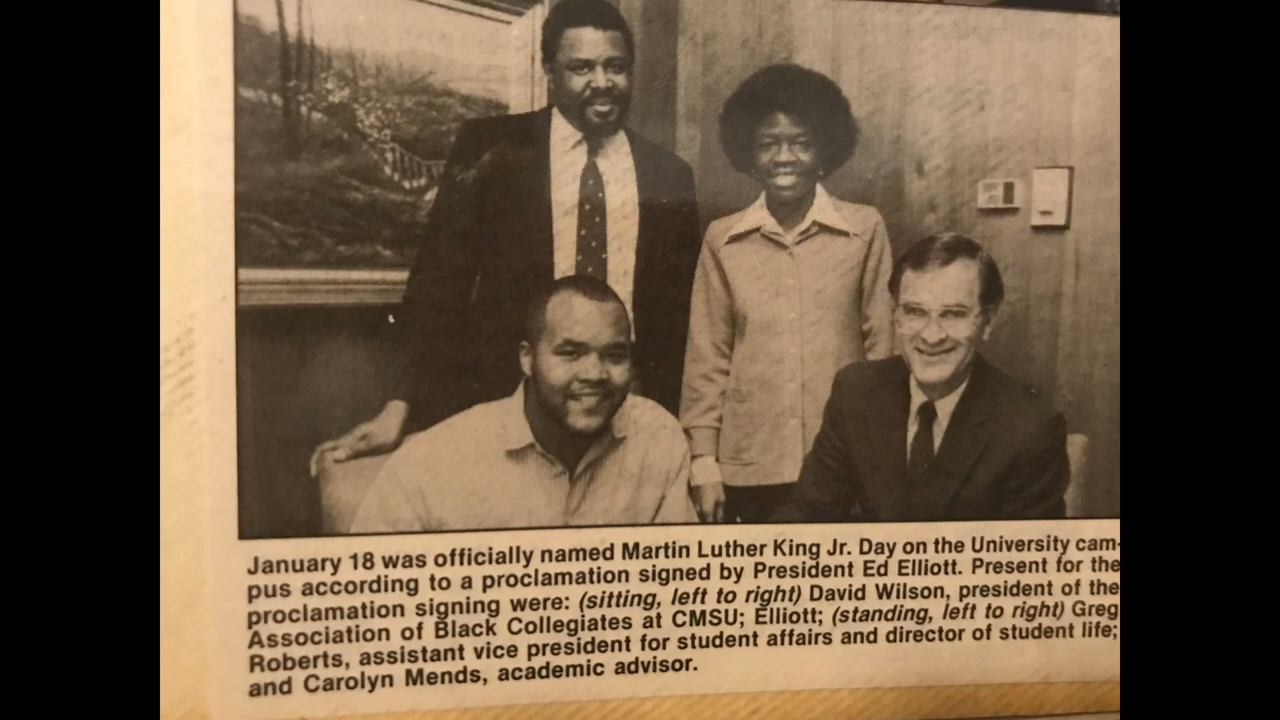 January 18 was officially named Martin Luther King Jr. Day on the University cam-
pus according to a proclamation signed by President Ed Elliott. Present for the
proclamation signing were: (sitting, left to right) David Wilson, president of the
Association of Black Collegiates at CMSU; Elliott; (standing, left to right) Greg
Roberts, assistant vice president for student affairs and director of student life;
and Carolyn Mends, academic advisor.